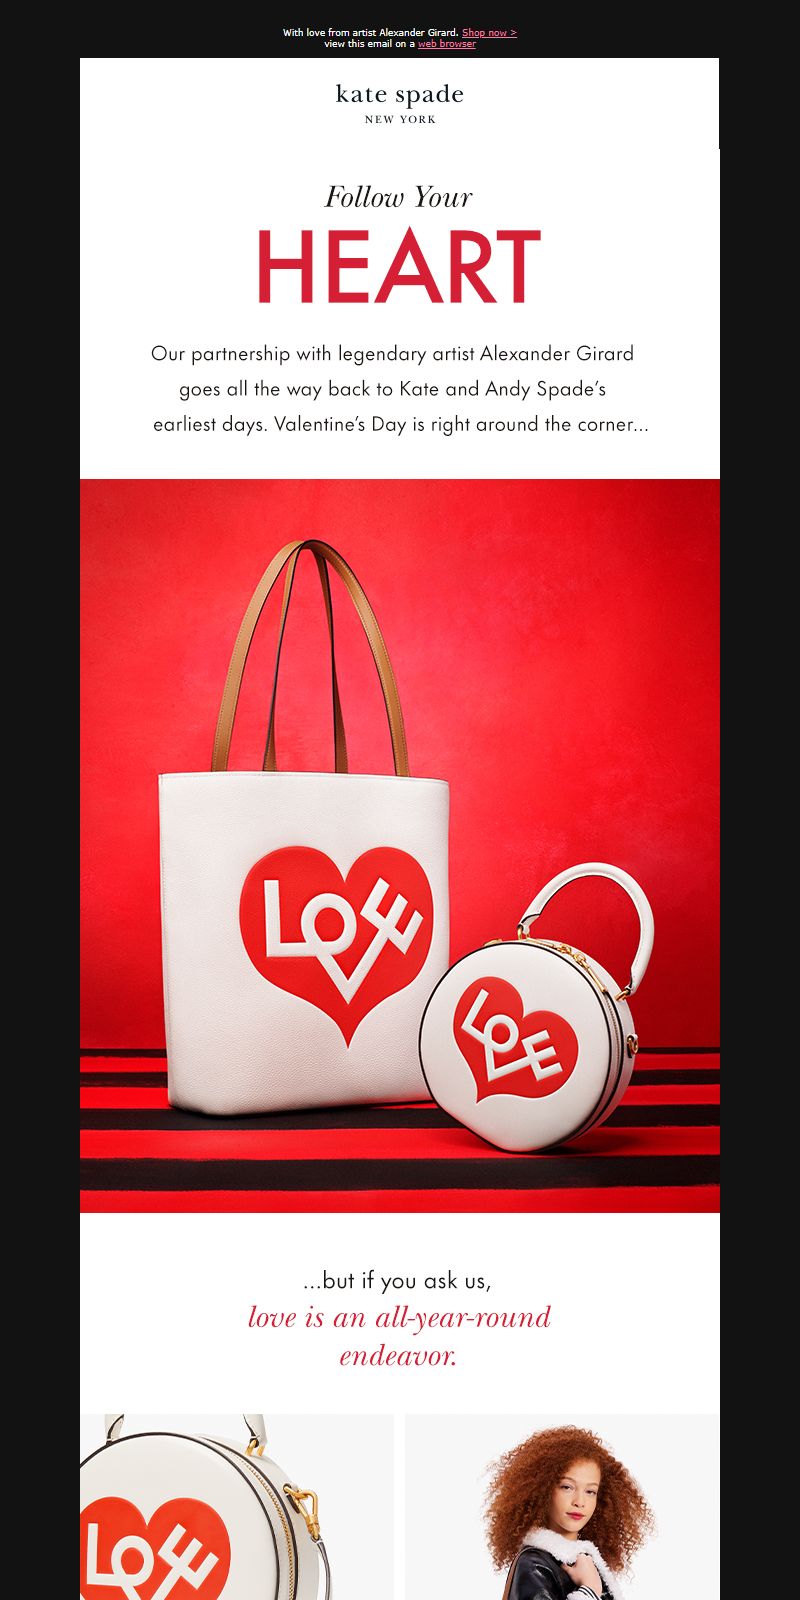 With love from artist Alexander Girard. Shop now >
view this email on a web browser
kate spade
NEW YORK
Follow Your
HEART
Our partnership with legendary artist Alexander Girard
goes all the way back to Kate and Andy Spade’s
earliest days. Valentine’s Day is right around the corner...
LOVE
LOVE
...but if you ask us,
love is an all-year-round
endeavor.
LOVE